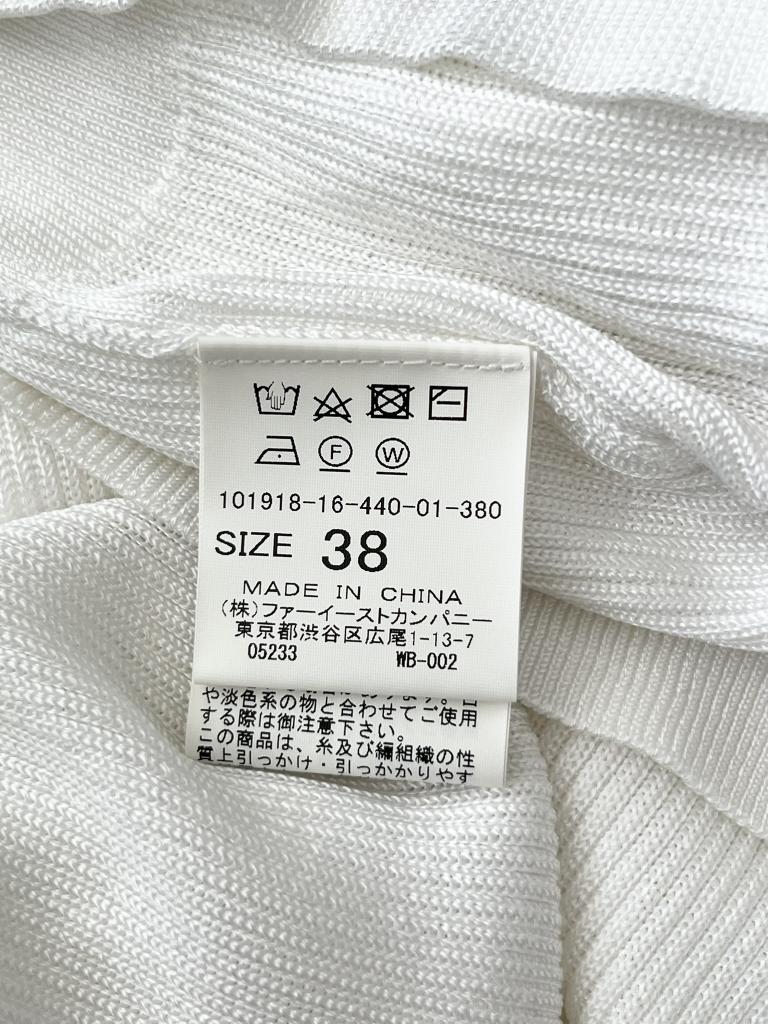 F W
101918-16-440-01-380
SIZE 38
MADE IN CHINA
(株)ファーイーストカンパニー
東京都渋谷区広尾1-13-7
05233 WB-002
や淡色系の物と合わせてご使用
する際は御注意下さい。
この商品は、糸及び編組織の性
質上引っかけ・引っかかりやす